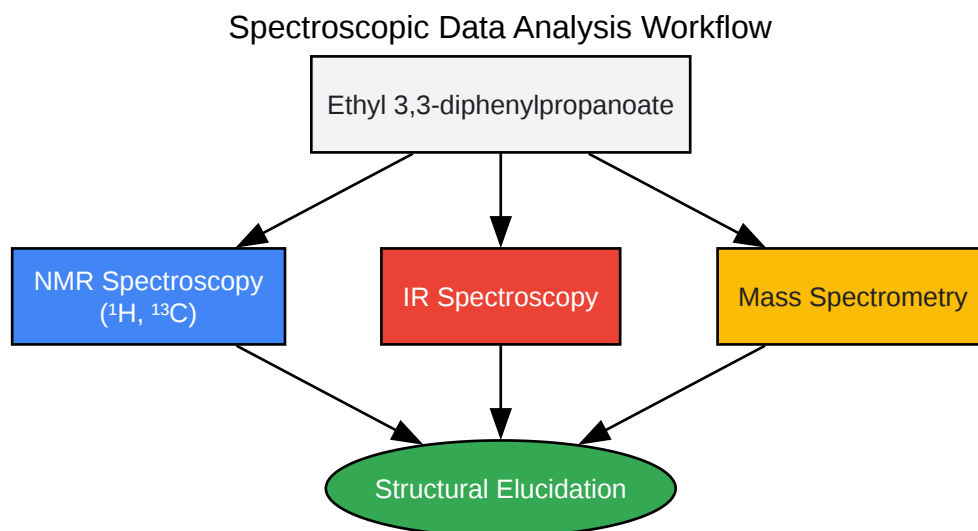 Spectroscopic Data Analysis Workflow
Ethyl 3,3-diphenylpropanoate
NMR Spectroscopy
(¹H, ¹³C)
IR Spectroscopy
Mass Spectrometry
Structural Elucidation